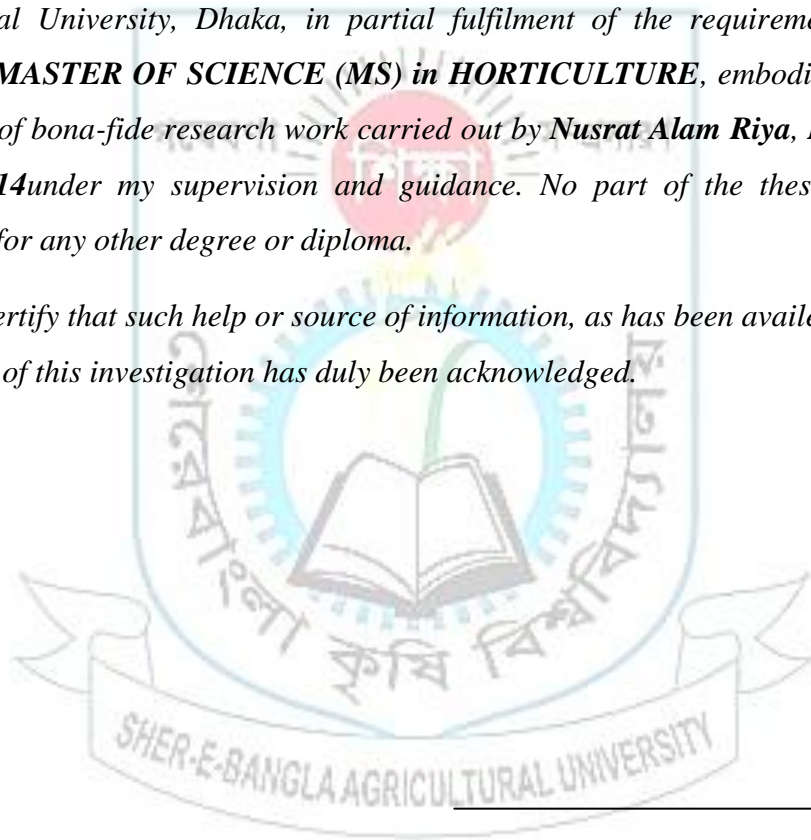 al University, Dhaka, in partial fulfilment of the requireme
MASTER OF SCIENCE (MS) in HORTICULTURE, embodi
of bona-fide research work carried out by Nusrat Alam Riya,
14under my supervision and guidance. No part of the thes
for any other degree or diploma.
ertify that such help or source of information, as has been availe
of this investigation has duly been acknowledged.
শিক্ষা
শেরেবাংলা কৃষি বিশ্ববিদ্যালয়
SHER-E-BANGLA AGRICULTURAL UNIVERSITY